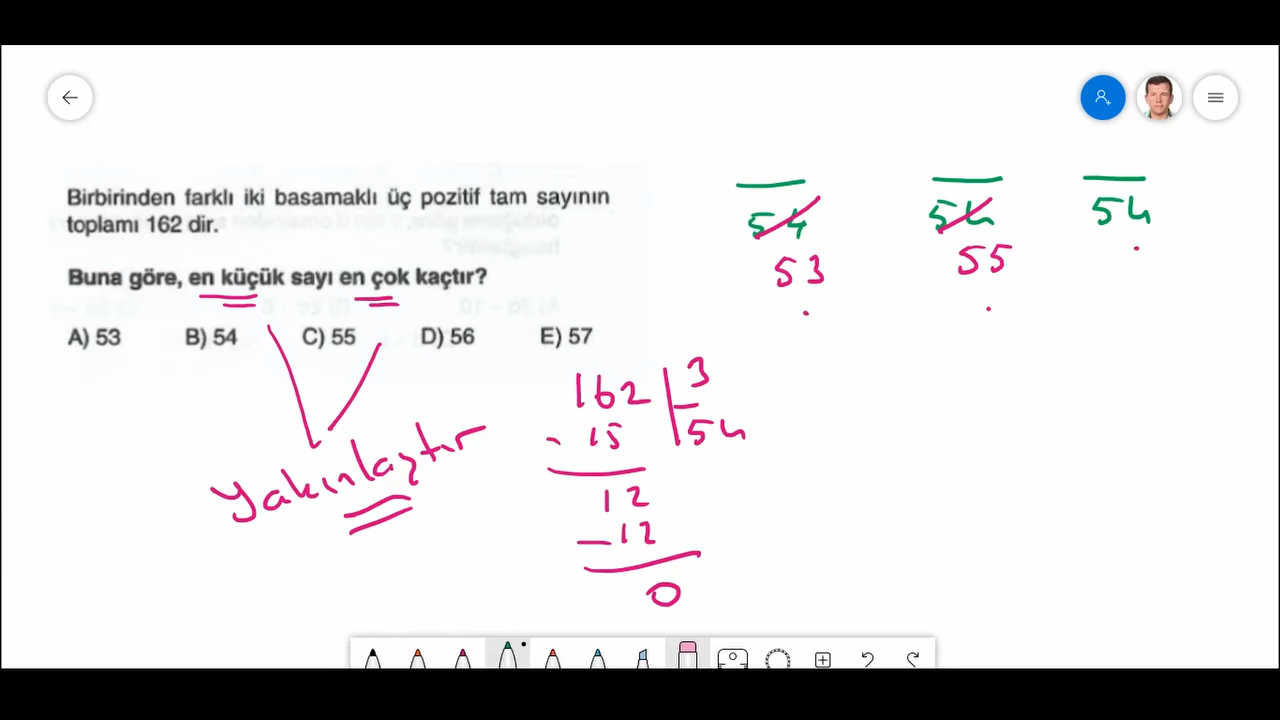 Birbirinden farklı iki basamaklı üç pozitif tam sayının
toplamı 162 dir.
Buna göre, en küçük sayı en çok kaçtır?
A) 53 B) 54 C) 55 D) 56 E) 57
54 54 54
53 55
162 3
- 15 54
12
-12
0
Yakınlaştır